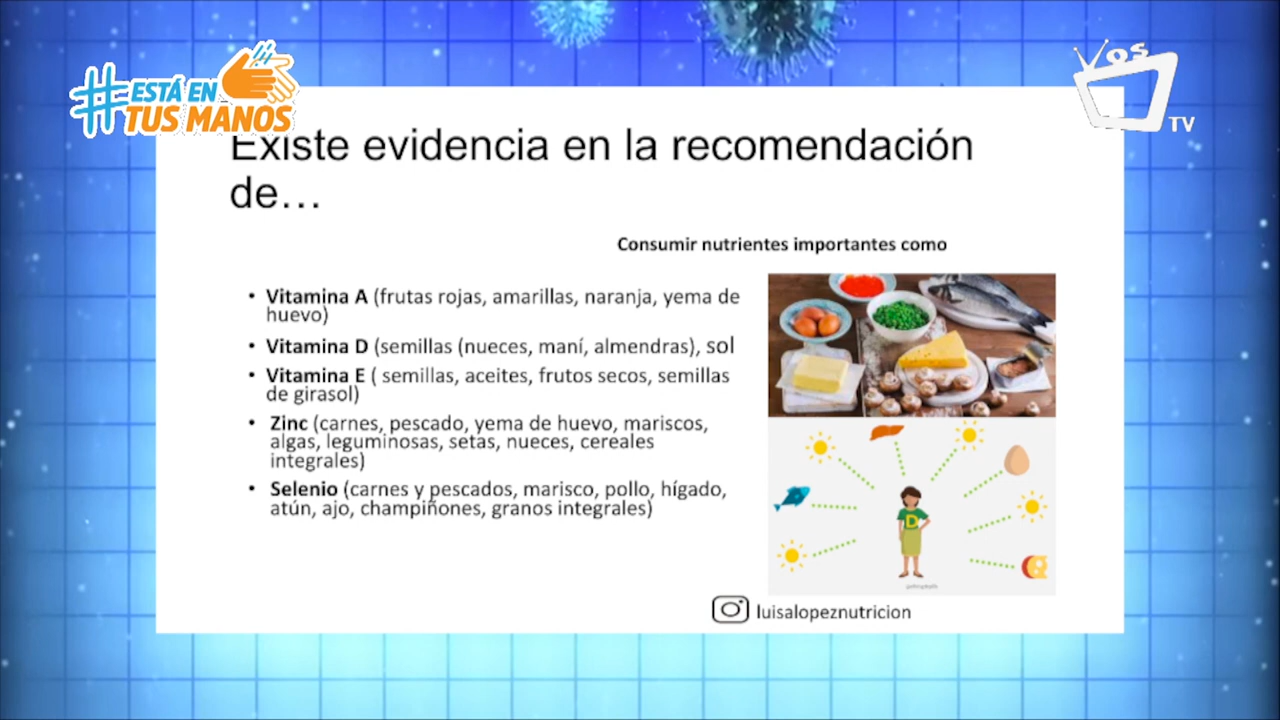 #ESTÁ EN
TUS MANOS
VOS
TV
Existe evidencia en la recomendación
de…
Consumir nutrientes importantes como
• Vitamina A (frutas rojas, amarillas, naranja, yema de
huevo)
• Vitamina D (semillas (nueces, maní, almendras), sol
• Vitamina E ( semillas, aceites, frutos secos, semillas
de girasol)
• Zinc (carnes, pescado, yema de huevo, mariscos,
algas, leguminosas, setas, nueces, cereales
integrales)
• Selenio (carnes y pescados, marisco, pollo, hígado,
atún, ajo, champiñones, granos integrales)
D
luisalopeznutricion